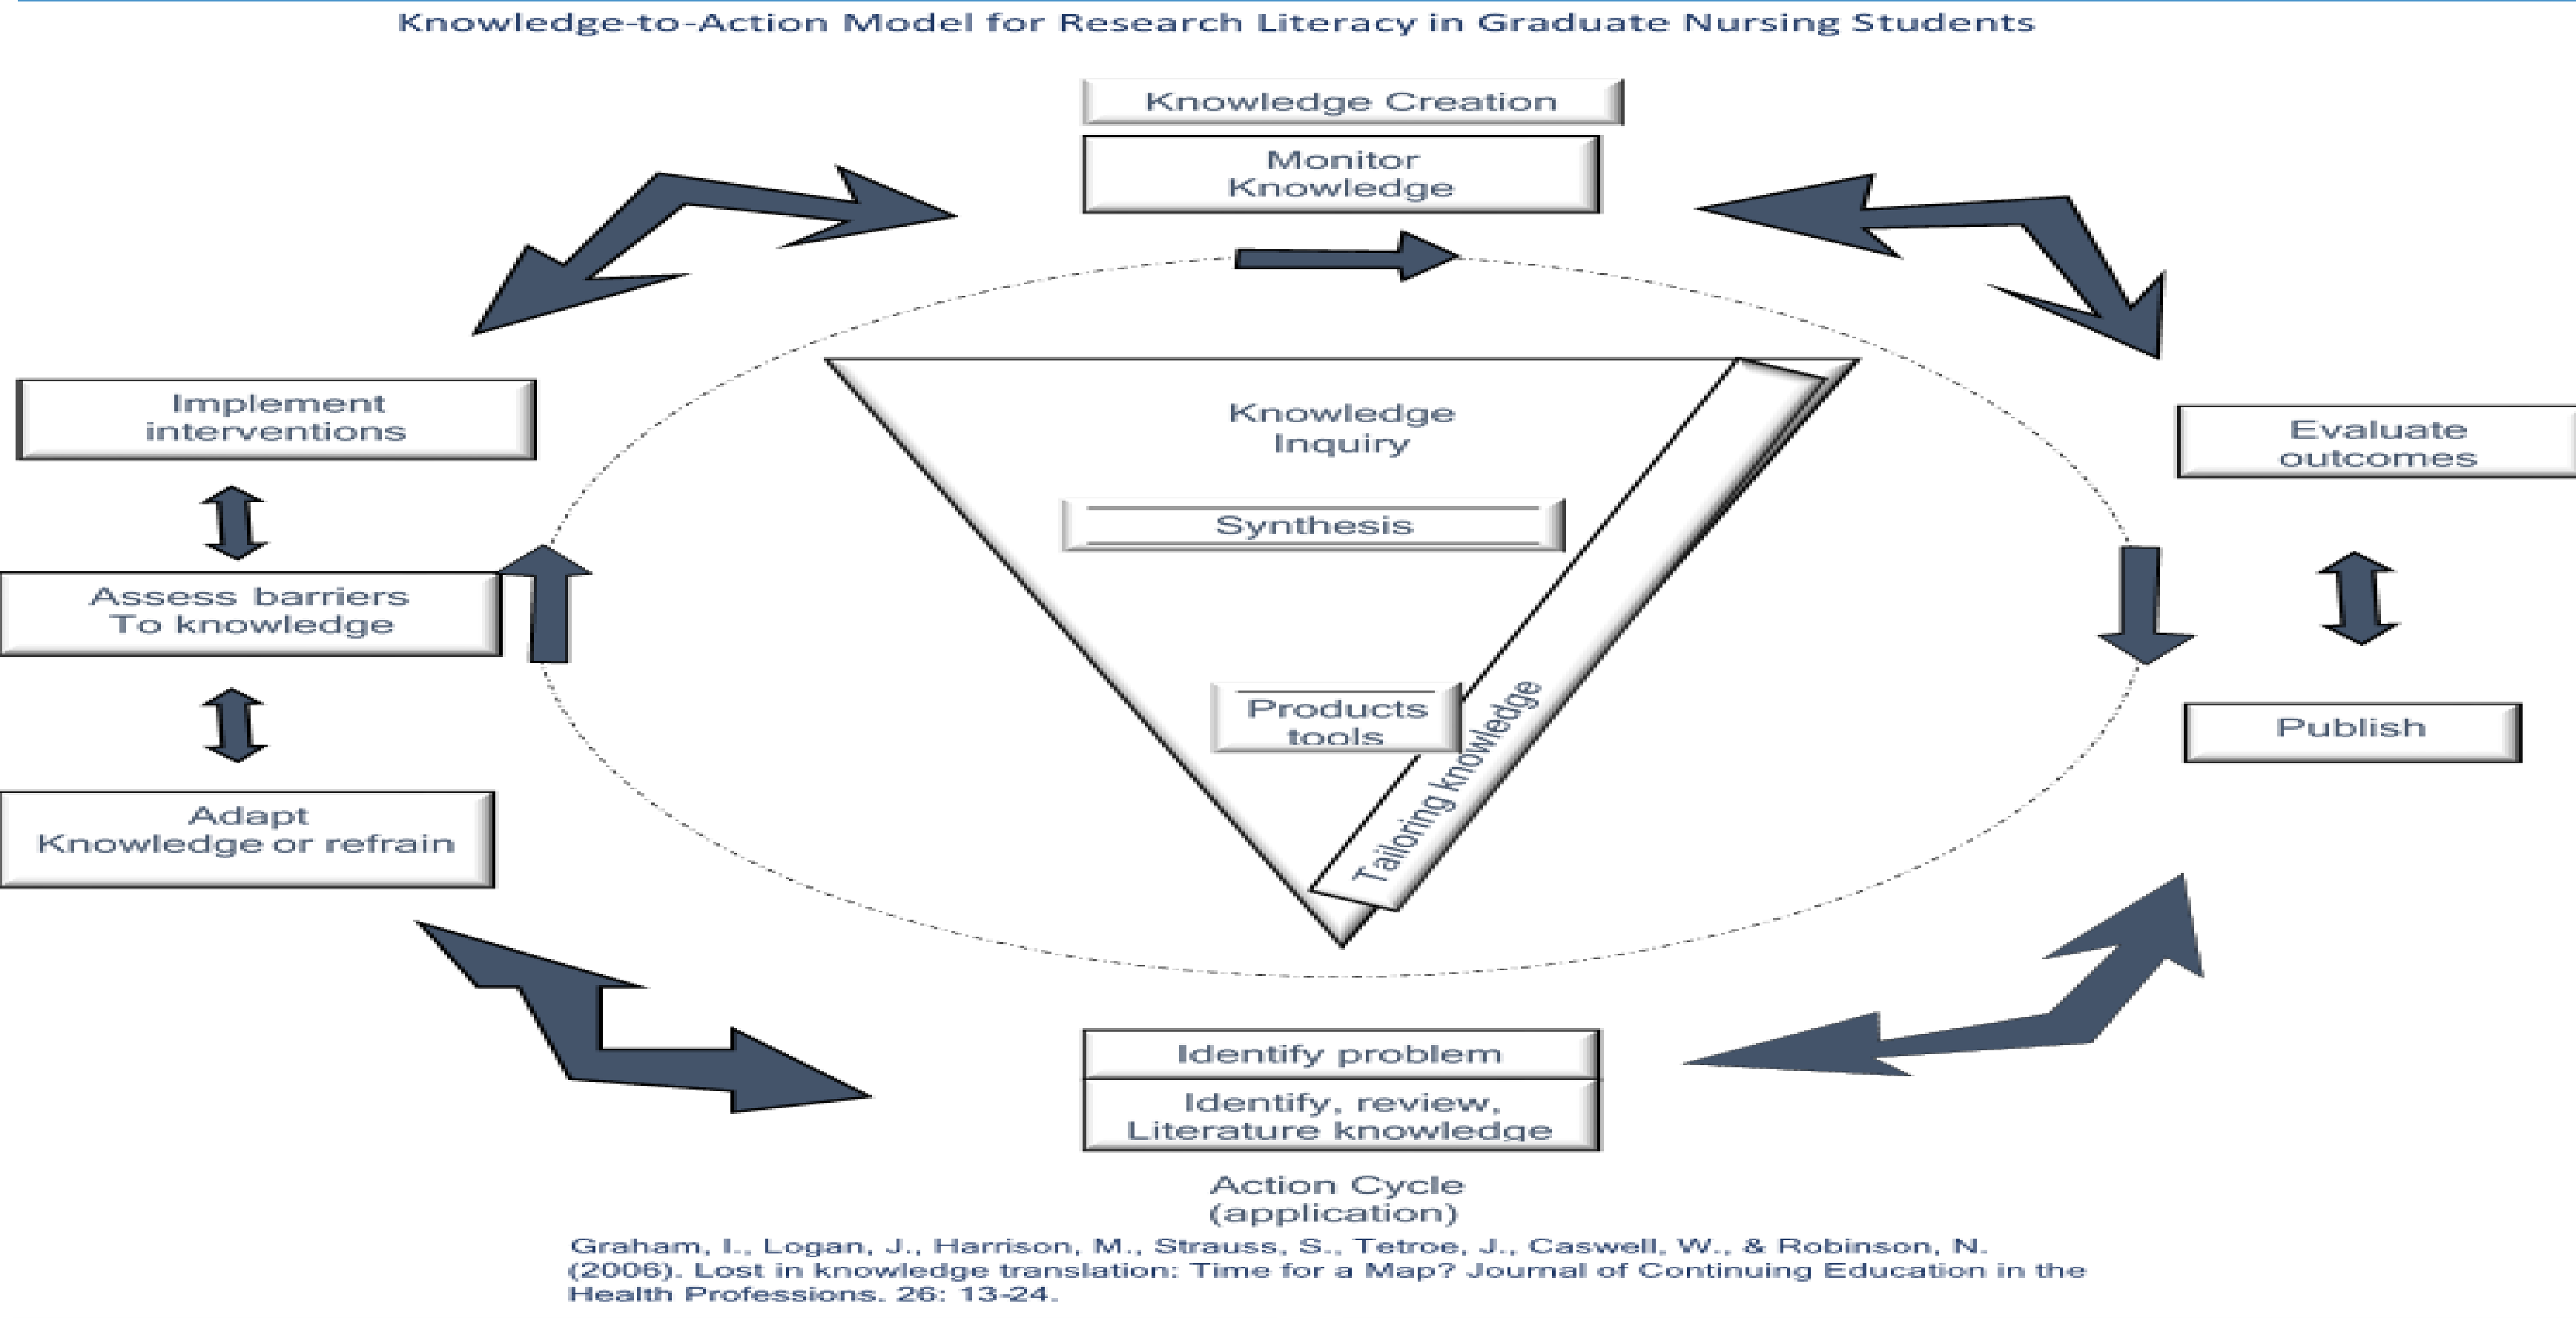 Knowledge-to-Action Model for Research Literacy in Graduate Nursing Students
Knowledge Creation
Monitor
Knowledge
Implement
interventions
Knowledge
Inquiry
Evaluate
outcomes
Synthesis
Assess barriers
To knowledge
Products
tools
Tailoring knowledge
Publish
Adapt
Knowledge or refrain
Identify problem
Identify, review,
Literature knowledge
Action Cycle
(application)
Graham, I., Logan, J., Harrison, M., Strauss, S., Tetroe, J., Caswell, W., & Robinson, N.
(2006). Lost in knowledge translation: Time for a Map? Journal of Continuing Education in the
Health Professions. 26: 13-24.